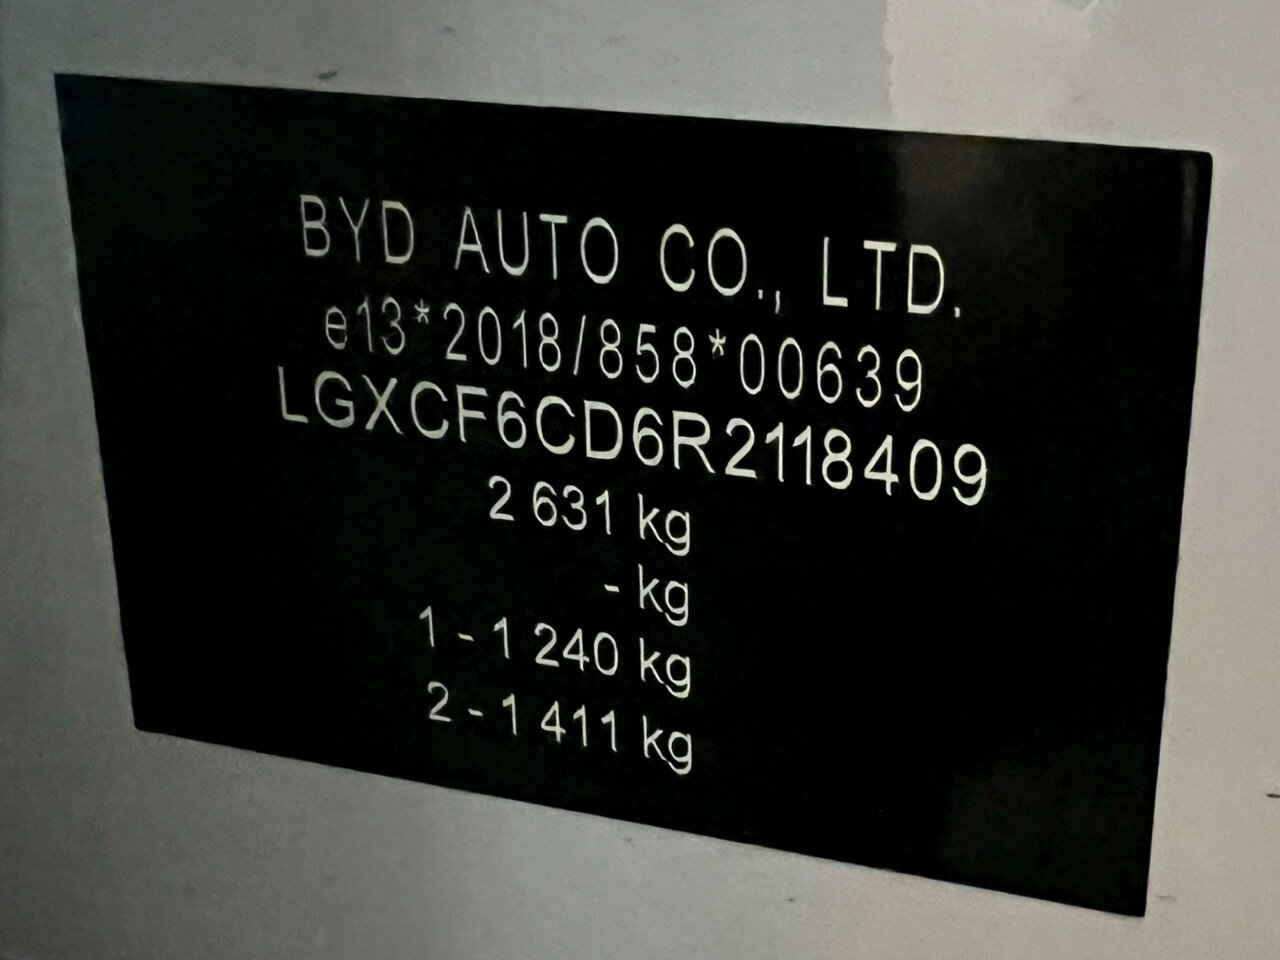 BYD AUTO CO., LTD.
e13*2018/858*00639
LGXCF6CD6R2118409
2 631 kg
- kg
1 - 1 240 kg
2 - 1 411 kg